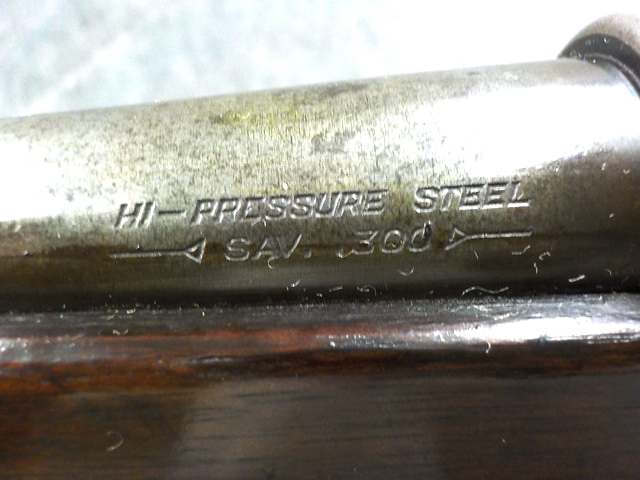 HI-PRESSURE STEEL
SAV. .300